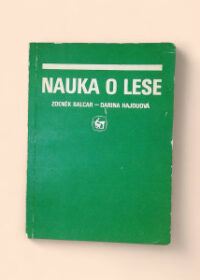 NAUKA O LESE
ZDENĚK BALCAR – DARINA HAJDUOVÁ